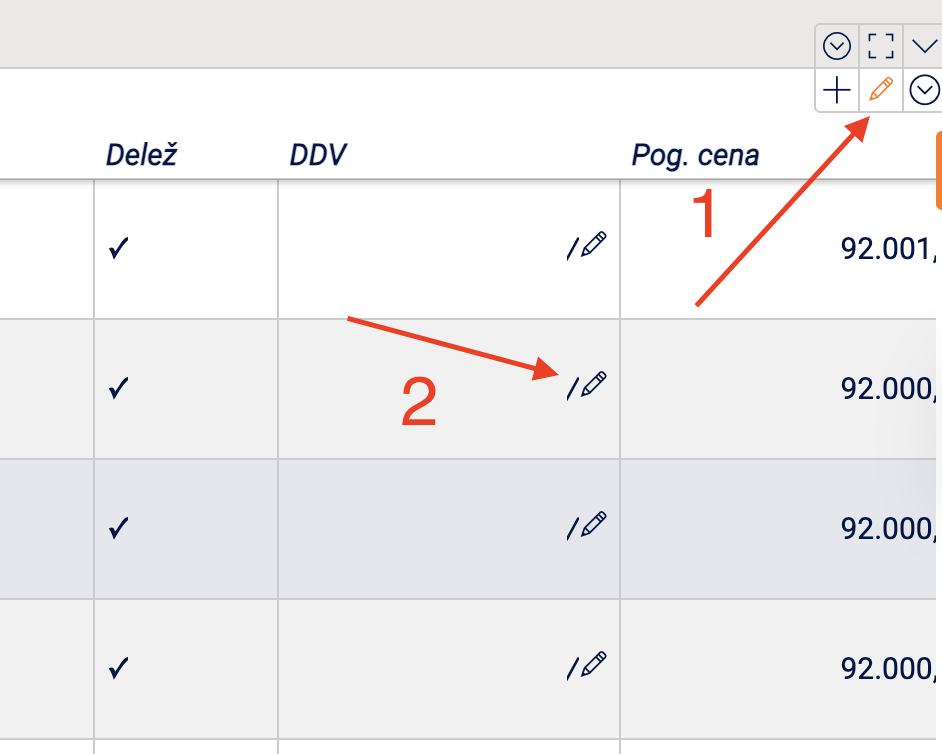 Delež DDV Pog. cena
1
✓ / 92.001,
2
✓ / 92.000,
✓ / 92.000,
✓ / 92.000,